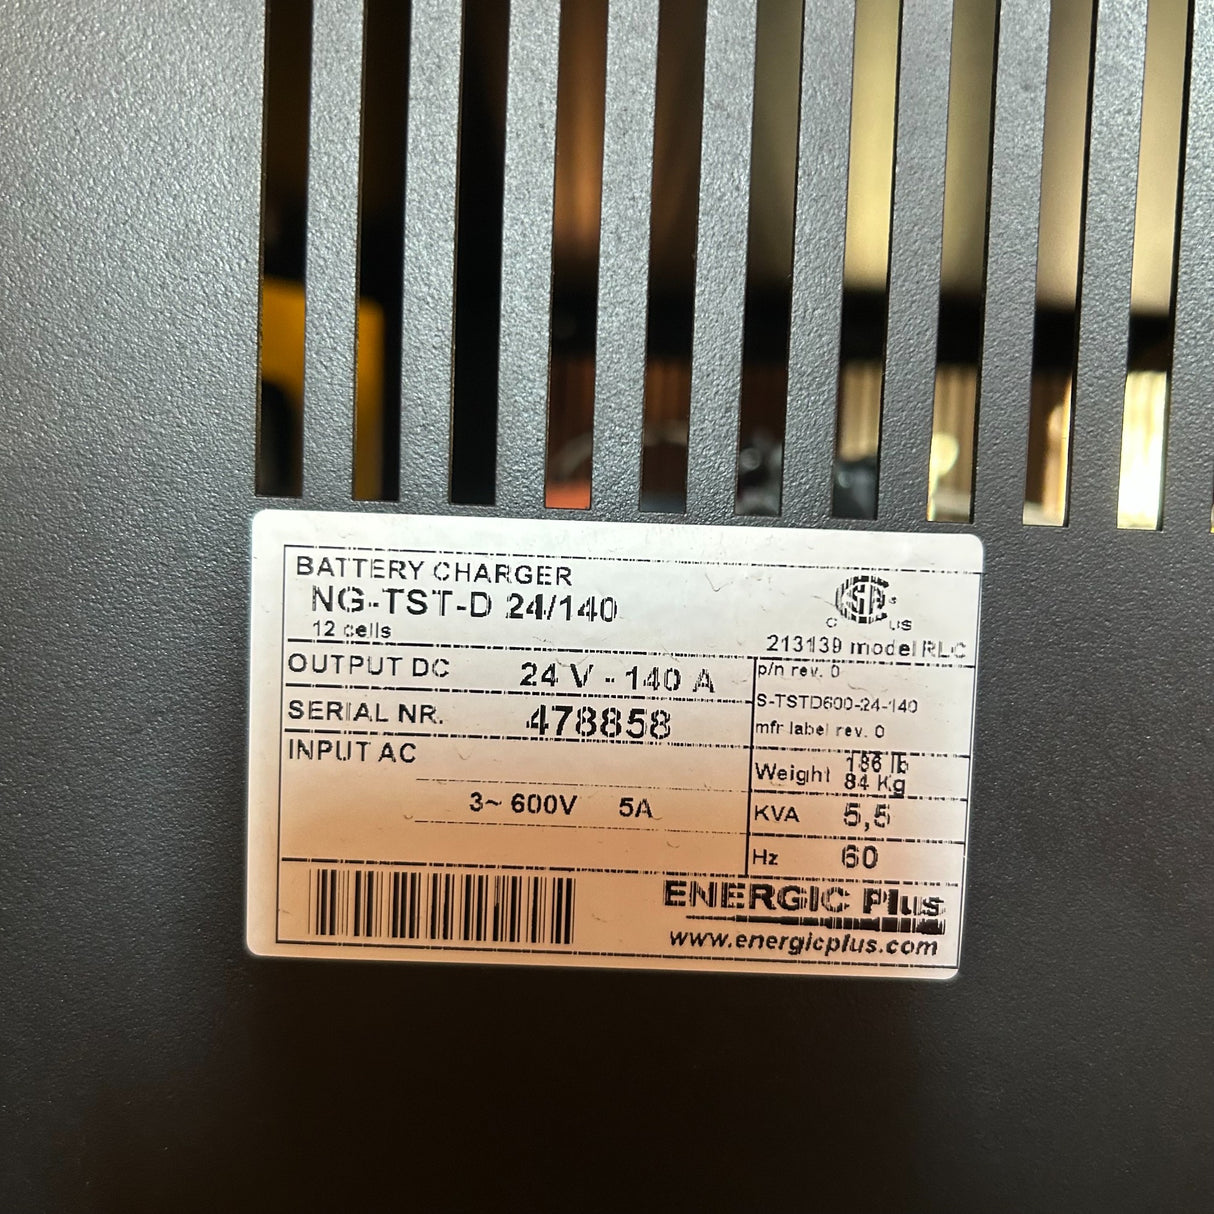 BATTERY CHARGER
NG-TST-D 24/140
12 cells
C US
213139 model RLC
OUTPUT DC 24 V - 140 A
p/n rev. 0
S-TSTD600-24-140
SERIAL NR. 478858
mfr label rev. 0
INPUT AC
3~ 600V 5A
Weight 186 lb
84 Kg
KVA 5,5
Hz 60
ENERGIC Plus
www.energicplus.com